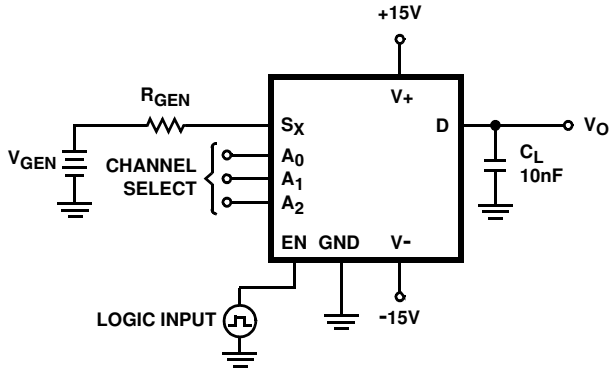 +15V
RGEN
V+
SX
D
VO
VGEN
CHANNEL
SELECT
A0
A1
A2
CL
10nF
EN GND V-
LOGIC INPUT
-15V